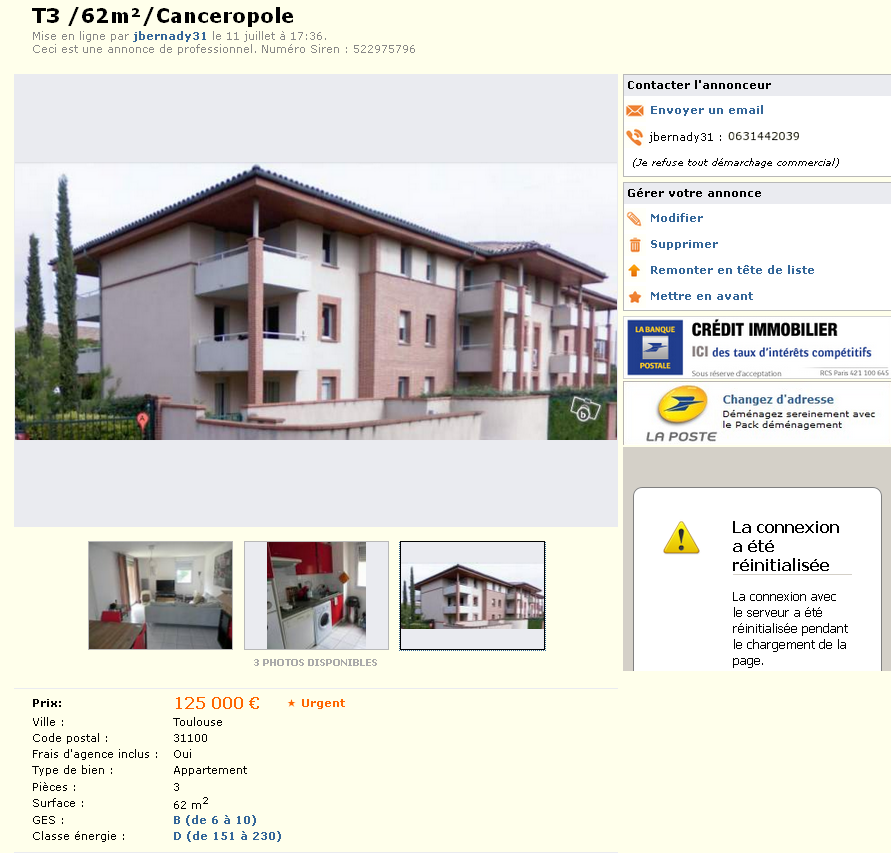 T3 /62m²/Canceropole
Mise en ligne par jbernady31 le 11 juillet à 17:36.
Ceci est une annonce de professionnel. Numéro Siren : 522975796
Contacter l'annonceur
Envoyer un email
jbernady31 : 0631442039
(Je refuse tout démarchage commercial)
Gérer votre annonce
Modifier
Supprimer
Remonter en tête de liste
Mettre en avant
LA BANQUE
POSTALE
CRÉDIT IMMOBILIER
ICI des taux d'intérêts compétitifs
Sous réserve d'acceptation
RCS Paris 421 100 645
LA POSTE
Changez d'adresse
Déménagez sereinement avec
le Pack déménagement
A
b
La connexion
a été
réinitialisée
La connexion avec
le serveur a été
réinitialisée pendant
le chargement de la
page.
3 PHOTOS DISPONIBLES
Prix: 125 000 € Urgent
Ville : Toulouse
Code postal : 31100
Frais d'agence inclus : Oui
Type de bien : Appartement
Pièces : 3
Surface : 62 m²
GES : B (de 6 à 10)
Classe énergie : D (de 151 à 230)